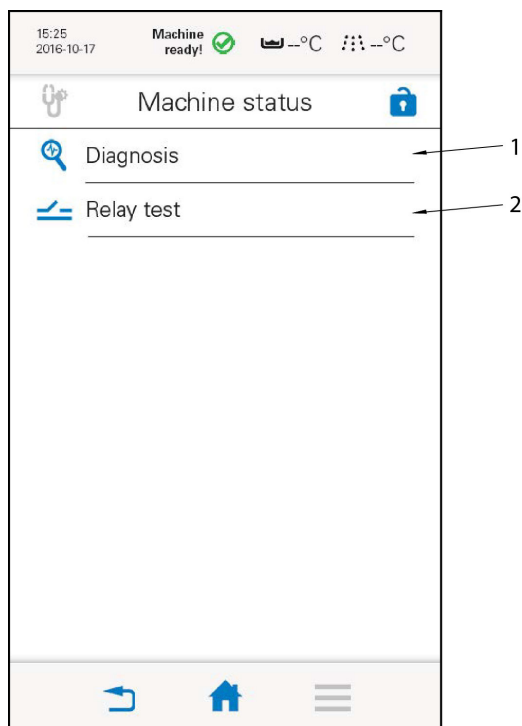 15:25
2016-10-17
Machine
ready!
--°C
--°C
Machine status
Diagnosis
1
Relay test
2